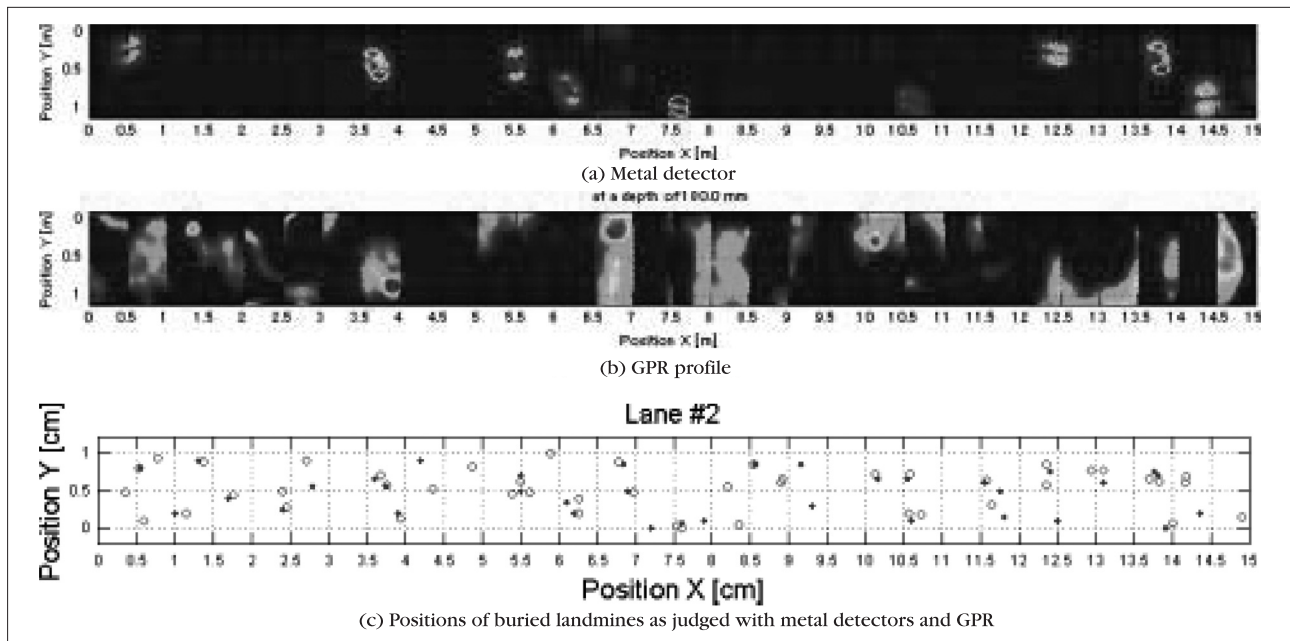 Position Y [m]
0
0.5
1
0 0.5 1 1.5 2 2.5 3 3.5 4 4.5 5 5.5 6 6.5 7 7.5 8 8.5 9 9.5 10 10.5 11 11.5 12 12.5 13 13.5 14 14.5 15
Position X [m]
(a) Metal detector
at a depth of 100.0 mm
Position Y [m]
0
0.5
1
0 0.5 1 1.5 2 2.5 3 3.5 4 4.5 5 5.5 6 6.5 7 7.5 8 8.5 9 9.5 10 10.5 11 11.5 12 12.5 13 13.5 14 14.5 15
Position X [m]
(b) GPR profile
Lane #2
Position Y [cm]
1
0.5
0
0 0.5 1 1.5 2 2.5 3 3.5 4 4.5 5 5.5 6 6.5 7 7.5 8 8.5 9 9.5 10 10.5 11 11.5 12 12.5 13 13.5 14 14.5 15
Position X [cm]
(c) Positions of buried landmines as judged with metal detectors and GPR